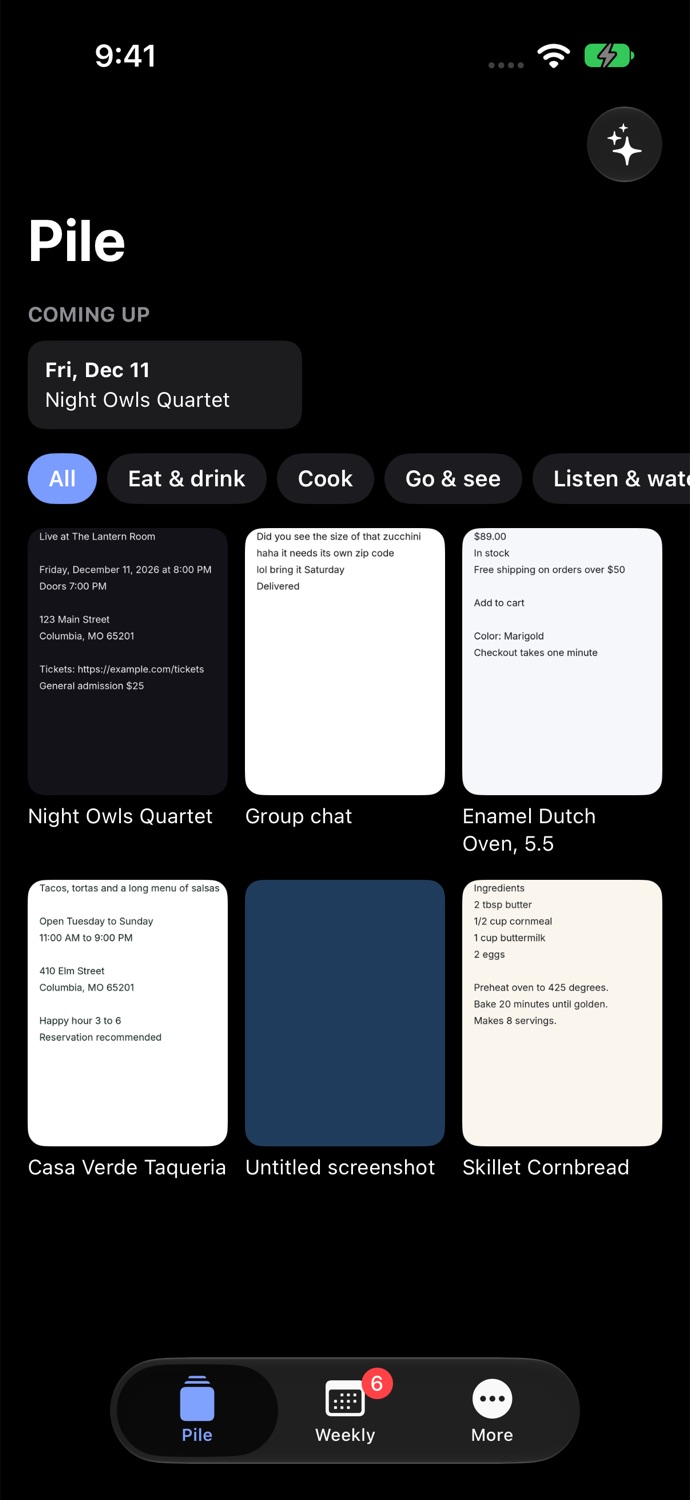 9:41
Pile
COMING UP
Fri, Dec 11
Night Owls Quartet
All
Eat & drink
Cook
Go & see
Listen & wat
Live at The Lantern Room
Friday, December 11, 2026 at 8:00 PM
Doors 7:00 PM
123 Main Street
Columbia, MO 65201
Tickets: https://example.com/tickets
General admission $25
Night Owls Quartet
Did you see the size of that zucchini
haha it needs its own zip code
lol bring it Saturday
Delivered
Group chat
$89.00
In stock
Free shipping on orders over $50
Add to cart
Color: Marigold
Checkout takes one minute
Enamel Dutch
Oven, 5.5
Tacos, tortas and a long menu of salsas
Open Tuesday to Sunday
11:00 AM to 9:00 PM
410 Elm Street
Columbia, MO 65201
Happy hour 3 to 6
Reservation recommended
Casa Verde Taqueria
Untitled screenshot
Ingredients
2 tbsp butter
1/2 cup cornmeal
1 cup buttermilk
2 eggs
Preheat oven to 425 degrees.
Bake 20 minutes until golden.
Makes 8 servings.
Skillet Cornbread
Pile
6
Weekly
More